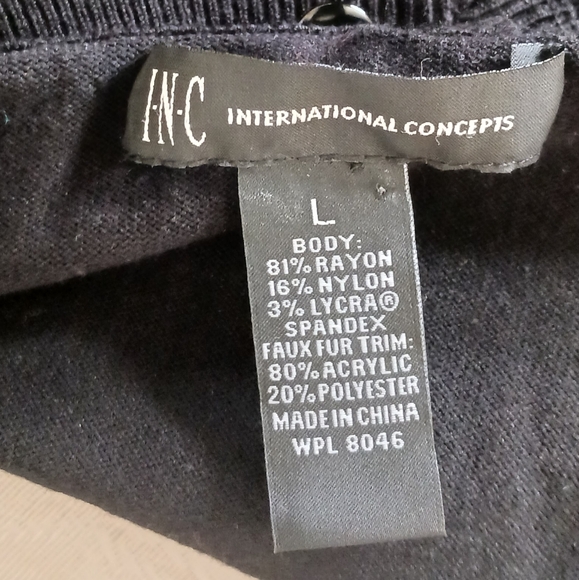 I·N·C INTERNATIONAL CONCEPTS
L
BODY:
81% RAYON
16% NYLON
3% LYCRA®
SPANDEX
FAUX FUR TRIM:
80% ACRYLIC
20% POLYESTER
MADE IN CHINA
WPL 8046